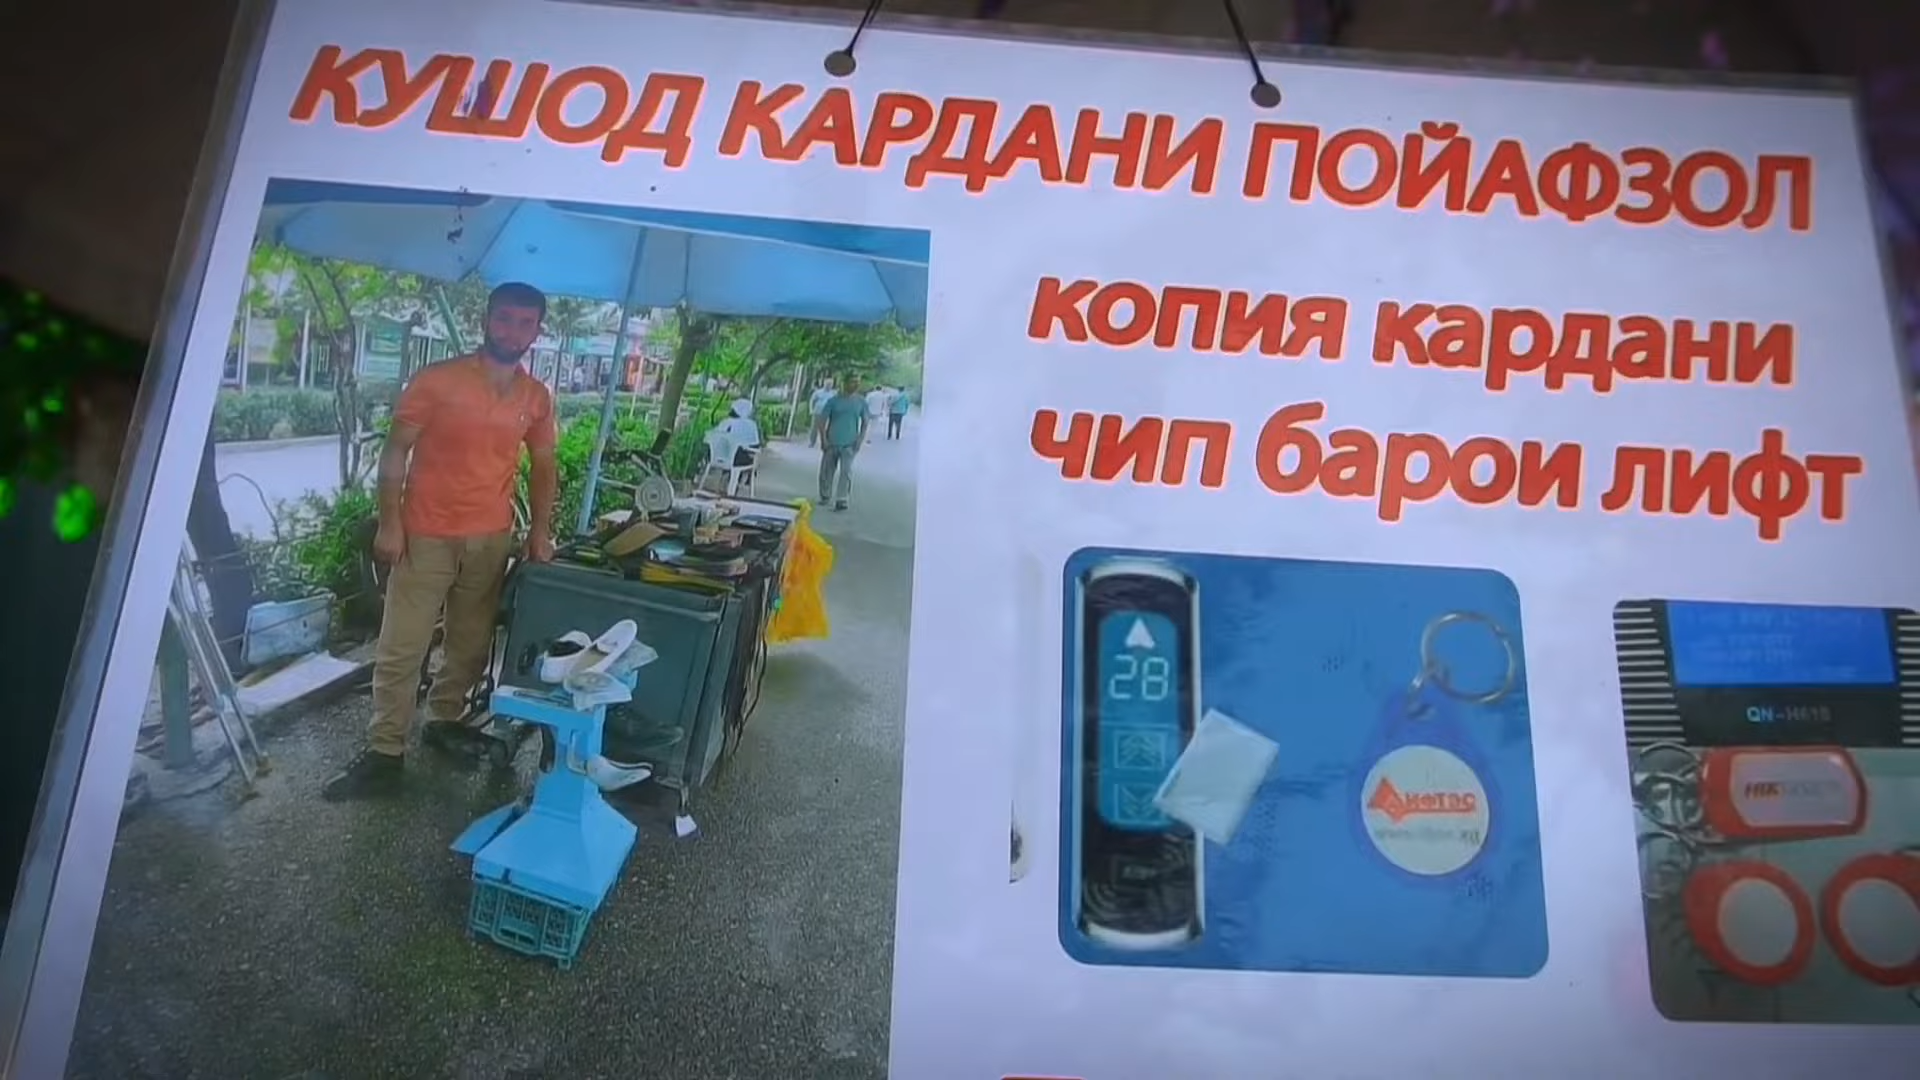 КУШОД КАРДАНИ ПОЙАФЗОЛ
копия кардани
чип барои лифт
28
QN-H618